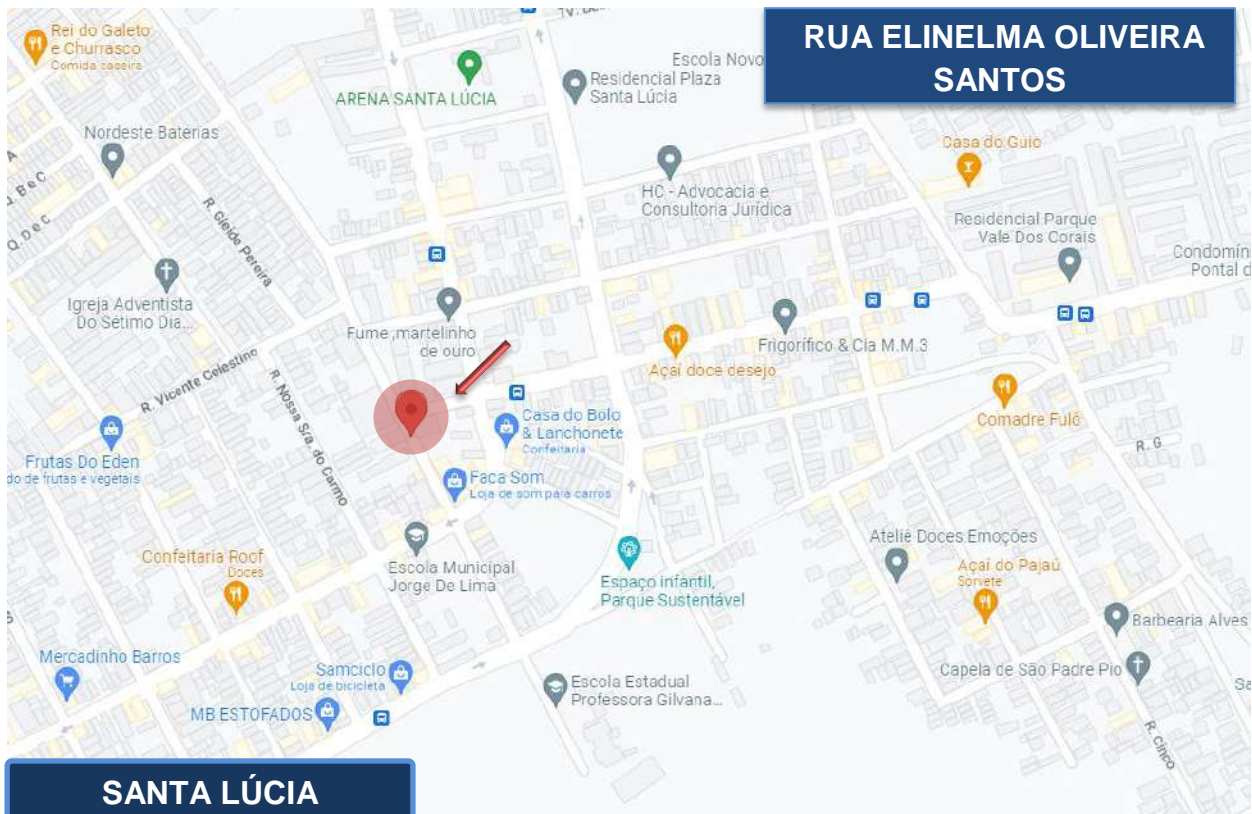 RUA ELINELMA OLIVEIRA
SANTOS
Rei do Galeto
e Churrasco
Comida caseira
ARENA SANTA LÚCIA
Escola Novo
Residencial Plaza
Santa Lúcia
Nordeste Baterias
Casa do Guio
Q. B e C
Q. D e C
R. Gleide Pereira
HC - Advocacia e
Consultoria Jurídica
Residencial Parque
Vale Dos Corais
Condomín
Pontal d
Igreja Adventista
Do Sétimo Dia...
Fume ,martelinho
de ouro
Frigorífico & Cia M.M.3
Açaí doce desejo
R. Vicente Celestino
R. Nossa Sra. do Carmo
Casa do Bolo
& Lanchonete
Confeitaria
Comadre Fulô
R. G
Frutas Do Eden
do de frutas e vegetais
Faca Som
Loja de som para carros
Confeitaria Roof
Doces
Escola Municipal
Jorge De Lima
Espaço infantil,
Parque Sustentável
Ateliê Doces Emoções
Açaí do Pajaú
Sorvete
Barbearia Alves
Mercadinho Barros
Samciclo
Loja de bicicleta
MB ESTOFADOS
Escola Estadual
Professora Gilvana...
Capela de São Padre Pio
Sa
R. Cinco
SANTA LÚCIA